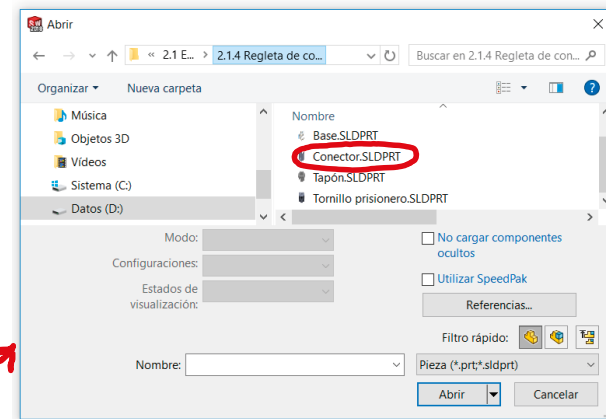 Abrir
« 2.1 E... > 2.1.4 Regleta de co...
Buscar en 2.1.4 Regleta de con...
Organizar
Nueva carpeta
Música
Objetos 3D
Vídeos
Sistema (C:)
Datos (D:)
Nombre
Base.SLDPRT
Conector.SLDPRT
Tapón.SLDPRT
Tornillo prisionero.SLDPRT
Modo:
Configuraciones:
Estados de
visualización:
No cargar componentes
ocultos
Utilizar SpeedPak
Referencias...
Filtro rápido:
Nombre:
Pieza (*.prt;*.sldprt)
Abrir
Cancelar